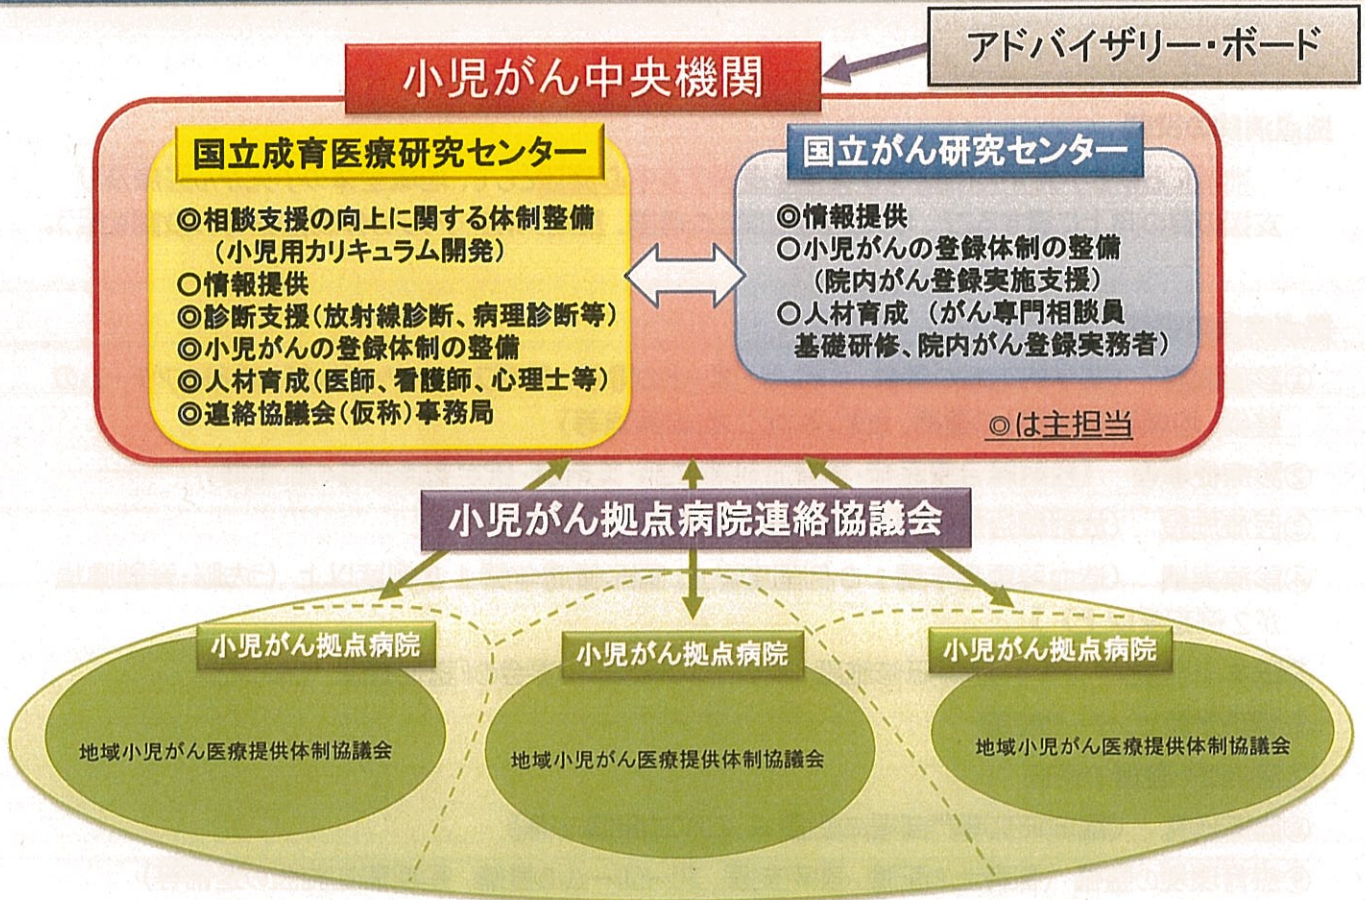 アドバイザリー・ボード
小児がん中央機関
国立成育医療研究センター
◎相談支援の向上に関する体制整備
（小児用カリキュラム開発）
○情報提供
◎診断支援（放射線診断、病理診断等）
◎小児がんの登録体制の整備
◎人材育成（医師、看護師、心理士等）
◎連絡協議会（仮称）事務局
国立がん研究センター
◎情報提供
○小児がんの登録体制の整備
（院内がん登録実施支援）
○人材育成　（がん専門相談員
基礎研修、院内がん登録実務者）
◎は主担当
小児がん拠点病院連絡協議会
小児がん拠点病院
小児がん拠点病院
小児がん拠点病院
地域小児がん医療提供体制協議会
地域小児がん医療提供体制協議会
地域小児がん医療提供体制協議会